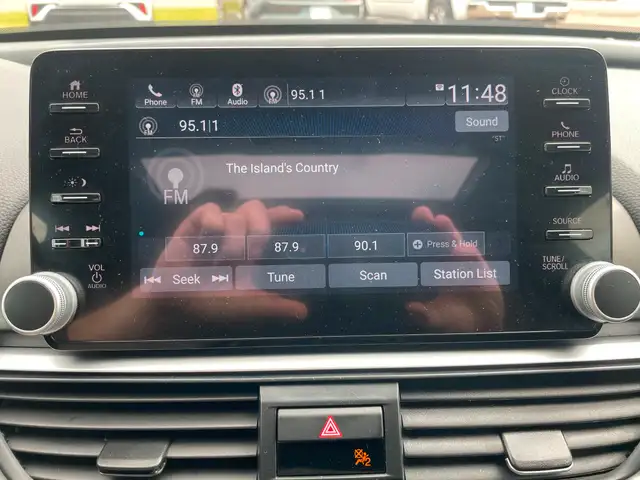 HOME
BACK
VOL
AUDIO
Phone
FM
Audio
95.1 1
11:48
95.1|1
Sound
"ST"
The Island's Country
FM
87.9
87.9
90.1
Press & Hold
Seek
Tune
Scan
Station List
CLOCK
PHONE
AUDIO
SOURCE
TUNE/
SCROLL
2